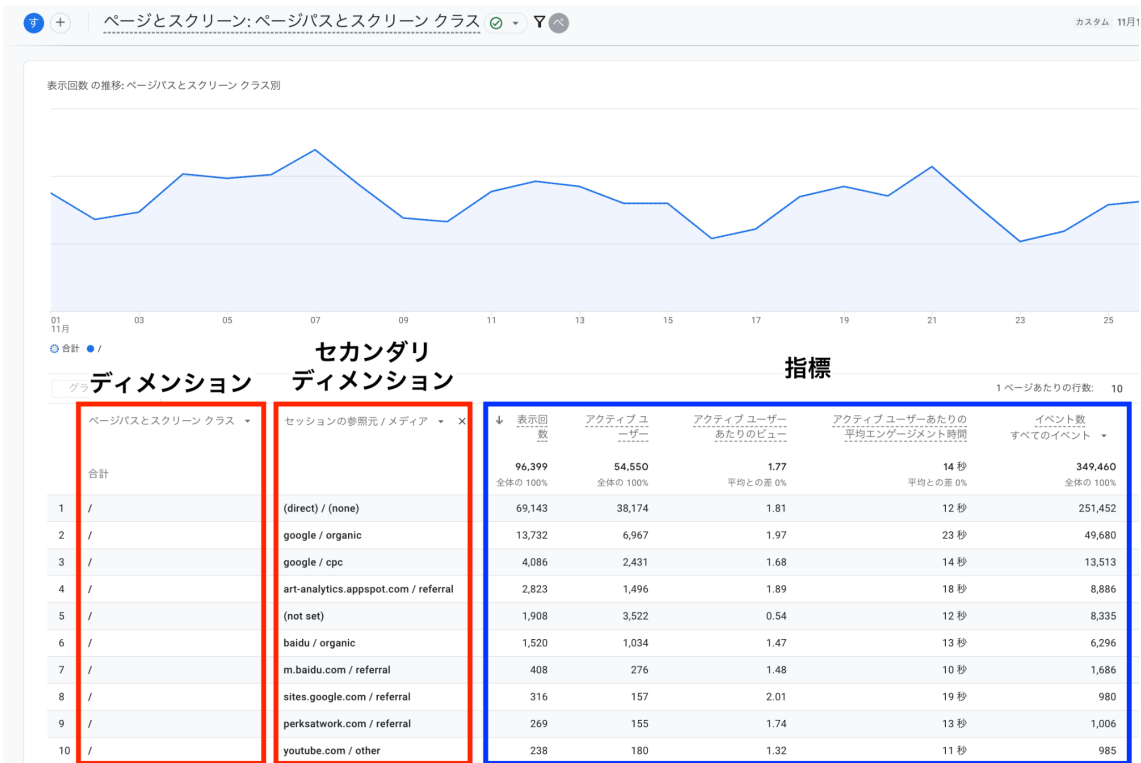 す + ページとスクリーン: ページパスとスクリーン クラス べ カスタム 11月1
表示回数 の推移: ページパスとスクリーン クラス別
01 03 05 07 09 11 13 15 17 19 21 23 25
11月
合計 /
セカンダリ
ディメンション ディメンション 指標
グラ 1 ページあたりの行数: 10
ページパスとスクリーン クラス セッションの参照元 / メディア × ↓ 表示回 アクティブ ユ アクティブ ユーザー アクティブ ユーザーあたりの イベント数
数 ーザー あたりのビュー 平均エンゲージメント時間 すべてのイベント
合計 96,399 54,550 1.77 14 秒 349,460
全体の 100% 全体の 100% 平均との差 0% 平均との差 0% 全体の 100%
1 / (direct) / (none) 69,143 38,174 1.81 12 秒 251,452
2 / google / organic 13,732 6,967 1.97 23 秒 49,680
3 / google / cpc 4,086 2,431 1.68 14 秒 13,513
4 / art-analytics.appspot.com / referral 2,823 1,496 1.89 18 秒 8,886
5 / (not set) 1,908 3,522 0.54 12 秒 8,335
6 / baidu / organic 1,520 1,034 1.47 13 秒 6,296
7 / m.baidu.com / referral 408 276 1.48 10 秒 1,686
8 / sites.google.com / referral 316 157 2.01 19 秒 980
9 / perksatwork.com / referral 269 155 1.74 13 秒 1,006
10 / youtube.com / other 238 180 1.32 11 秒 985